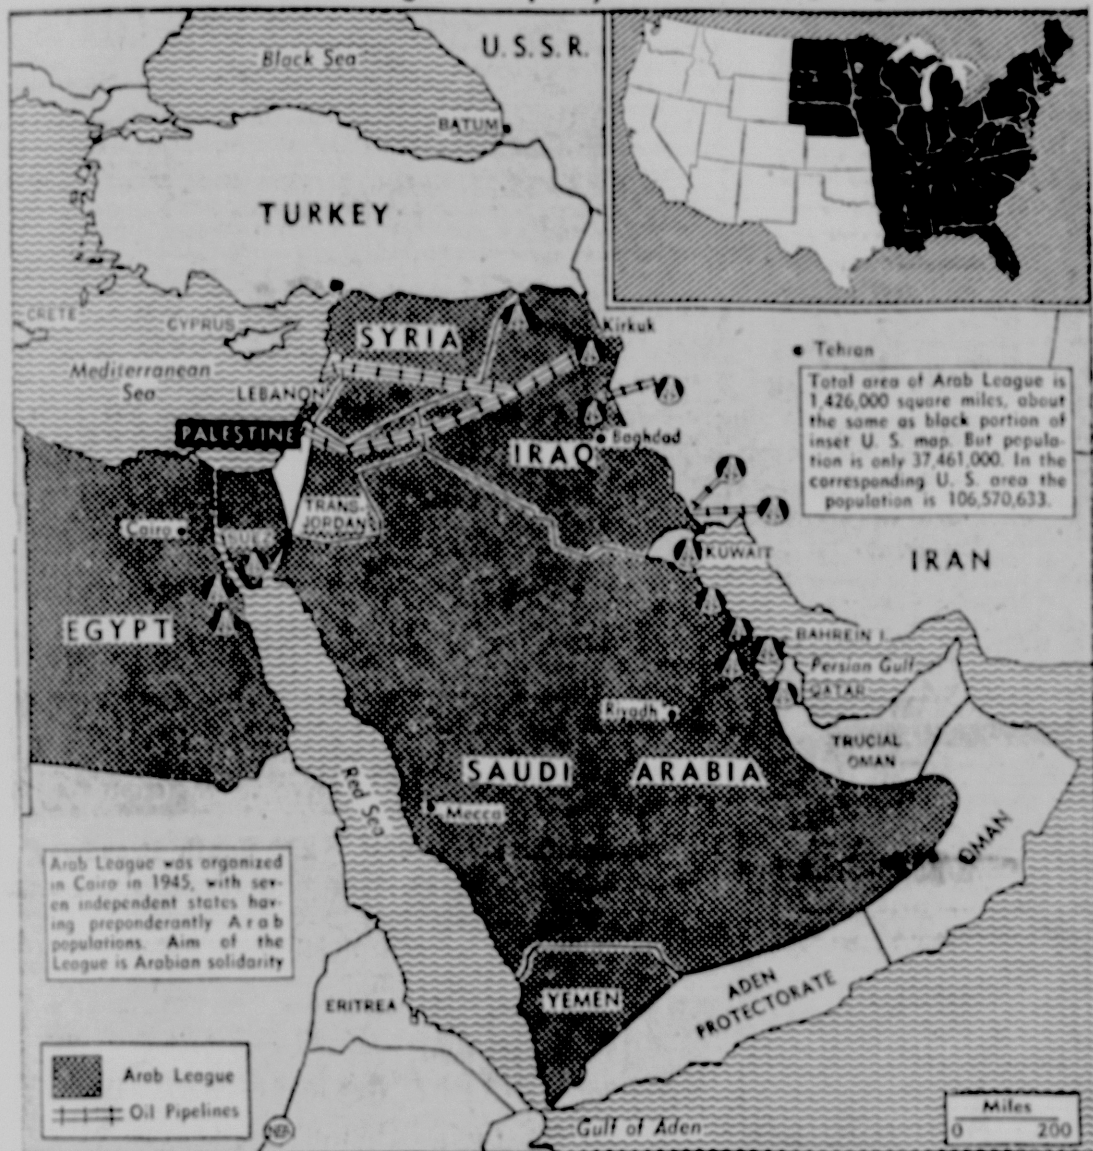 Black Sea
U. S. S. R.
BATUM
TURKEY
CRETE
CYPRUS
SYRIA
Kirkuk
Tehran
Mediterranean
Sea
LEBANON
PALESTINE
Baghdad
IRAQ
Total area of Arab League is
1,426,000 square miles, about
the same as black portion of
inset U. S. map. But popula-
tion is only 37,461,000. In the
corresponding U. S. area the
population is 106,570,633.
TRANS-
JORDAN
Cairo
SUEZ
KUWAIT
IRAN
EGYPT
BAHREIN I.
Persian Gulf
QATAR
Riyadh
TRUCIAL
OMAN
SAUDI ARABIA
Red Sea
Mecca
OMAN
Arab League was organized
in Cairo in 1945, with sev-
en independent states hav-
ing preponderantly Arab
populations. Aim of the
League is Arabian solidarity
YEMEN
ADEN
PROTECTORATE
ERITREA
Arab League
Oil Pipelines
NEA
Gulf of Aden
Miles
0 200